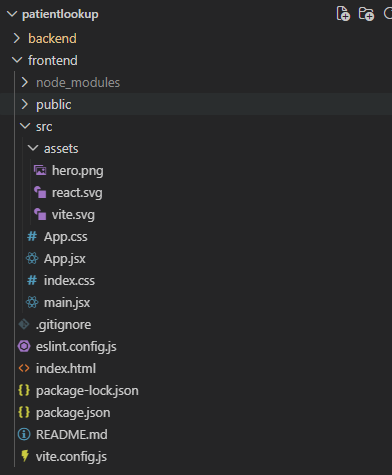 patientlookup
backend
frontend
node_modules
public
src
assets
hero.png
react.svg
vite.svg
App.css
App.jsx
index.css
main.jsx
.gitignore
eslint.config.js
index.html
package-lock.json
package.json
README.md
vite.config.js